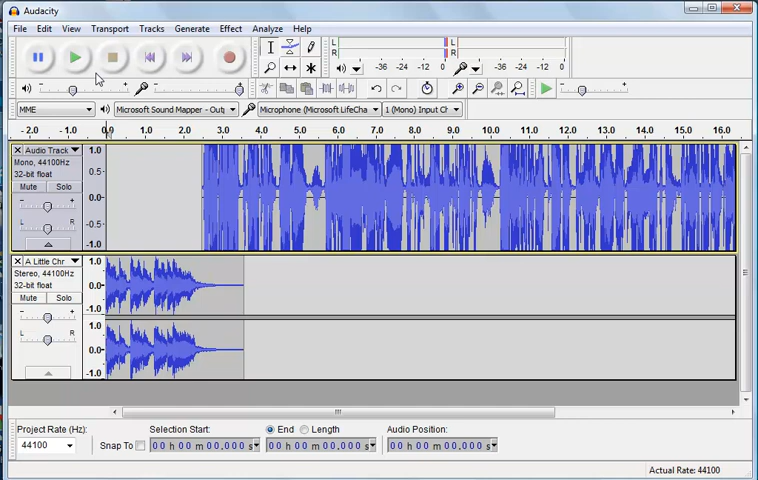 Audacity
File Edit View Transport Tracks Generate Effect Analyze Help
L
R
-36 -24 -12 0
L
R
-36 -24 -12 0
MME
Microsoft Sound Mapper - Outp
Microphone (Microsoft LifeCha
1 (Mono) Input Ch
-2.0 -1.0 0.0 1.0 2.0 3.0 4.0 5.0 6.0 7.0 8.0 9.0 10.0 11.0 12.0 13.0 14.0 15.0 16.0
Audio Track
Mono, 44100Hz
32-bit float
Mute Solo
- +
L R
1.0
0.5
0.0
-0.5
-1.0
A Little Chr
Stereo, 44100Hz
32-bit float
Mute Solo
- +
L R
1.0
0.0
-1.0
1.0
0.0
-1.0
Project Rate (Hz):
44100
Snap To
Selection Start:
00 h 00 m 00.000 s
End Length
00 h 00 m 00.000 s
Audio Position:
00 h 00 m 00.000 s
Actual Rate: 44100